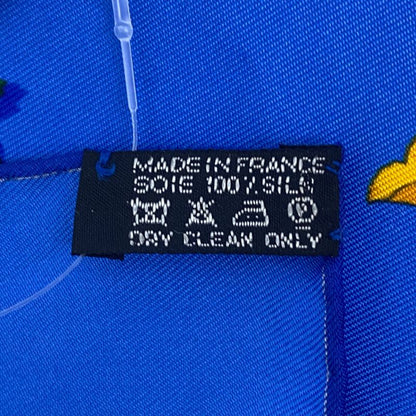 MADE IN FRANCE
SOIE 100% SILK
P
DRY CLEAN ONLY